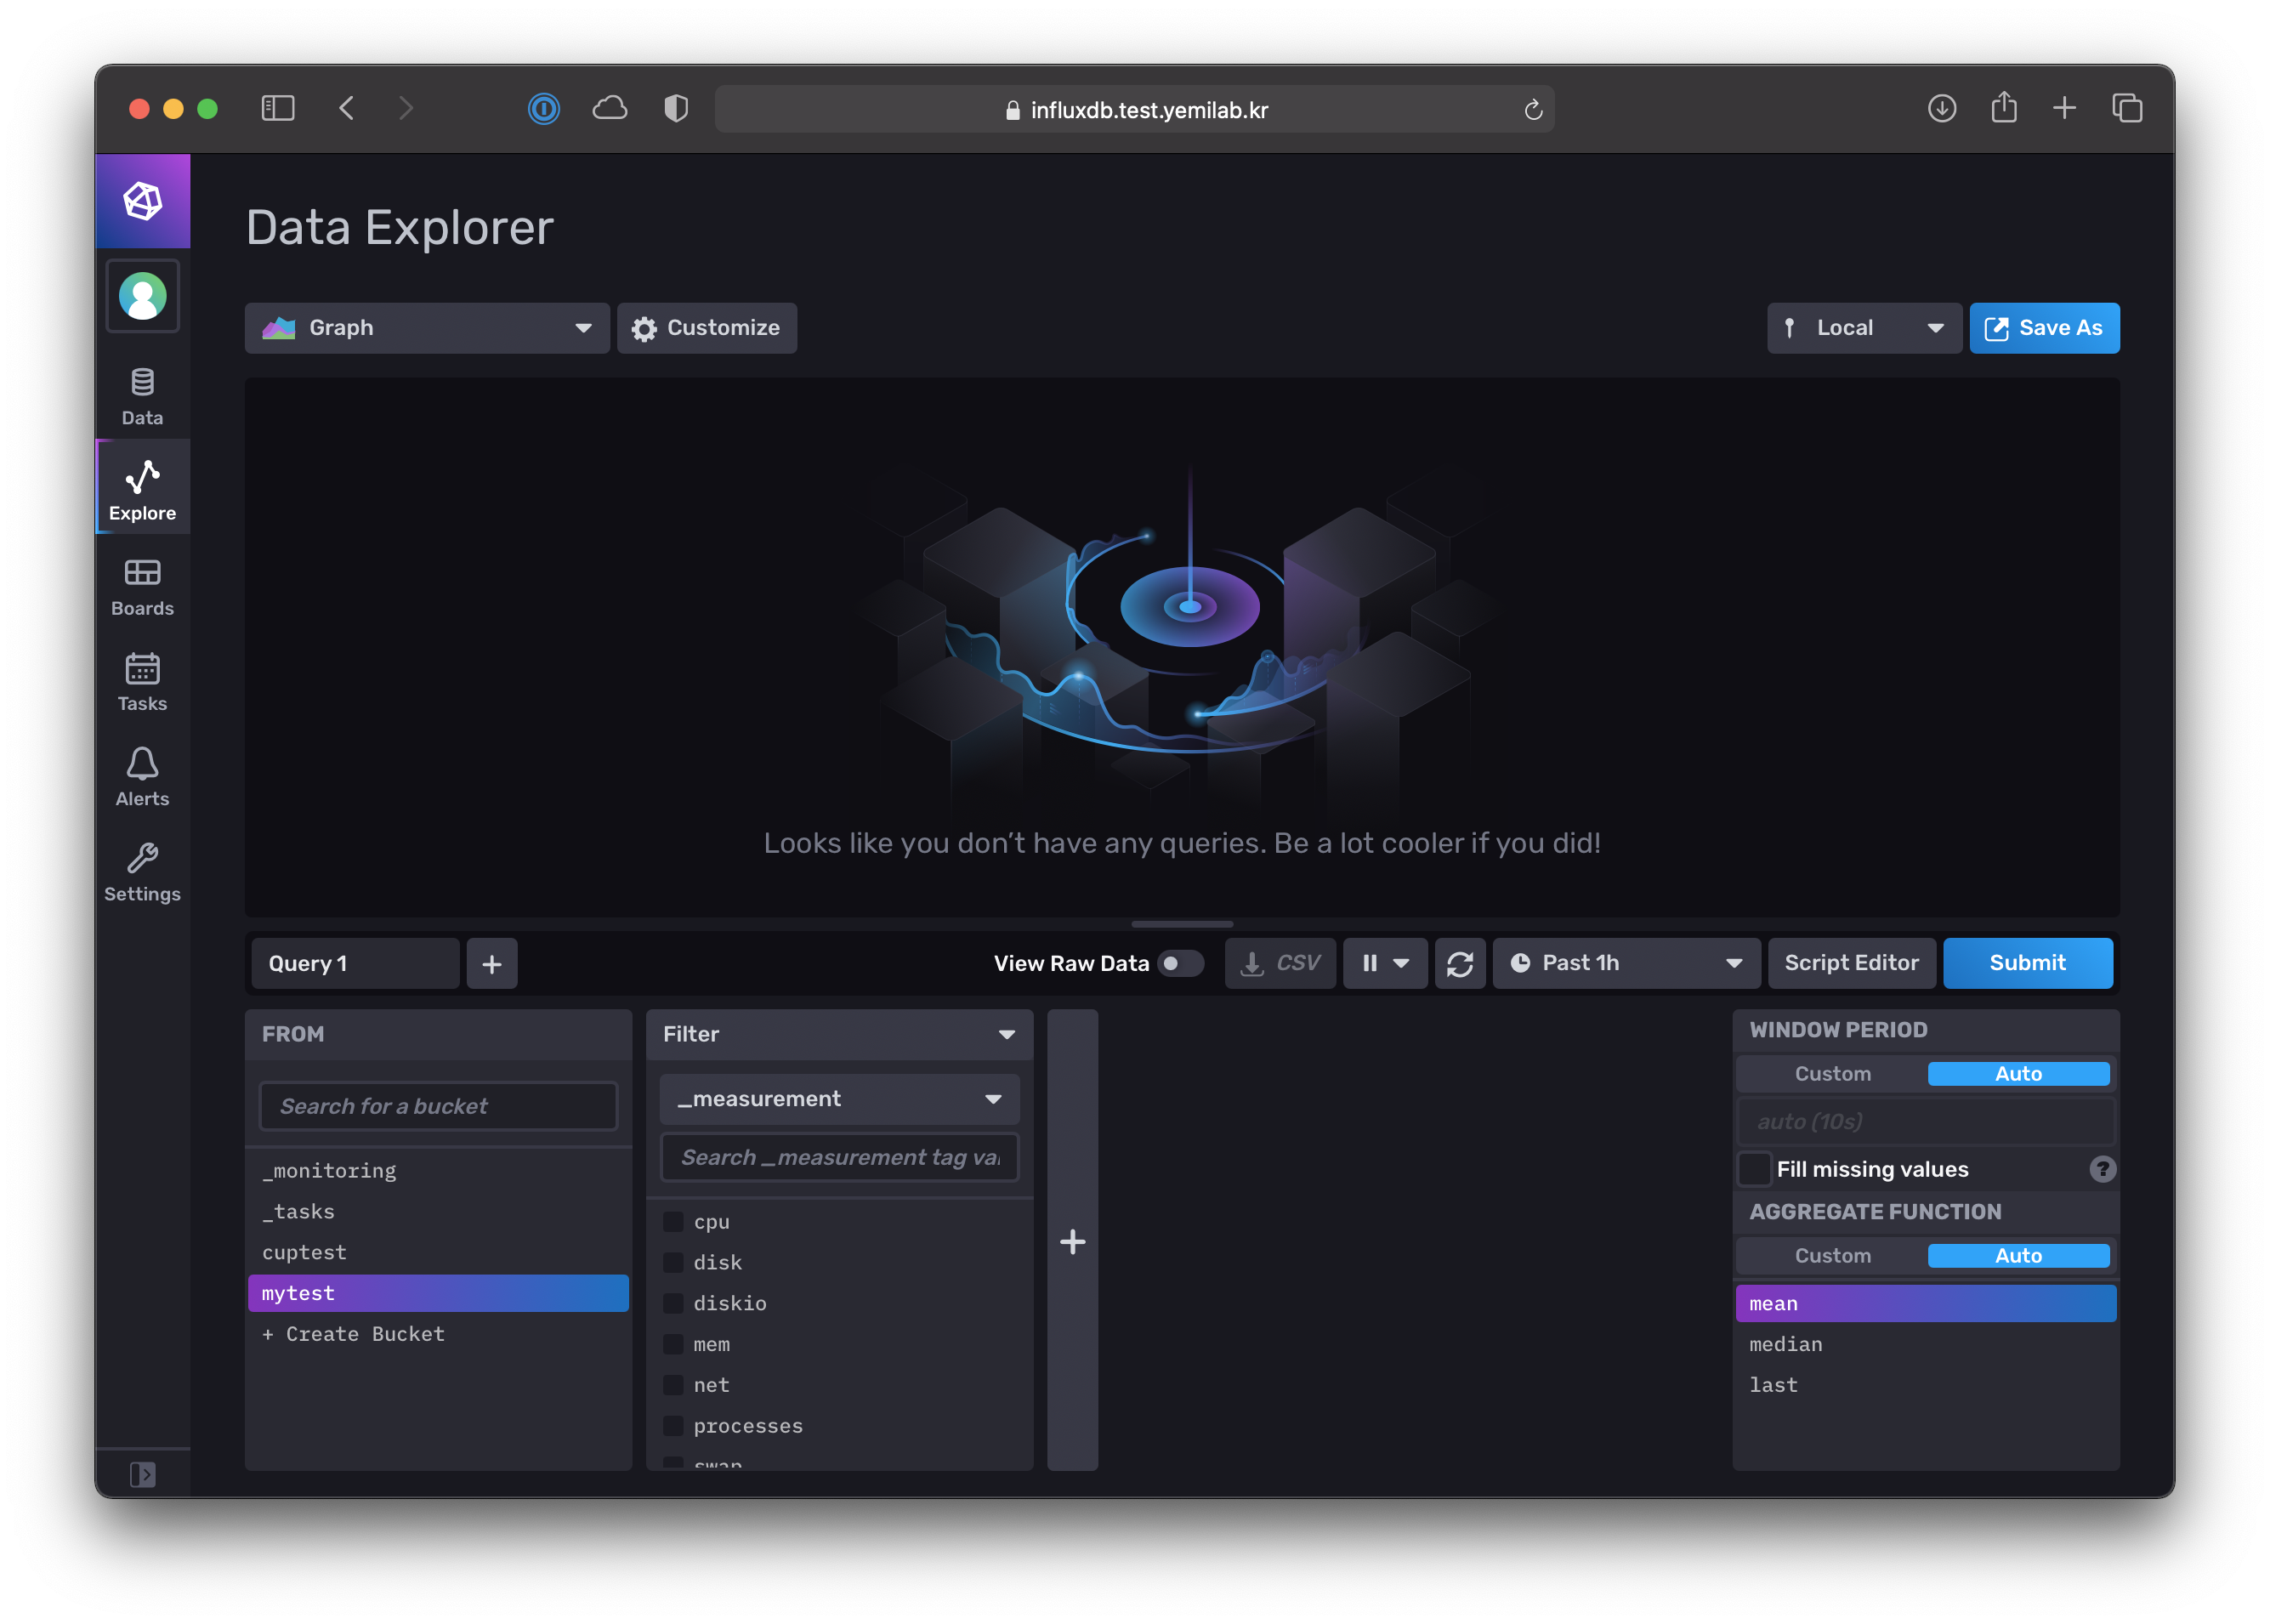 influxdb.test.yemilab.kr
Data Explorer
Graph
Customize
Local
Save As
Data
Explore
Boards
Tasks
Alerts
Settings
Looks like you don’t have any queries. Be a lot cooler if you did!
Query 1
View Raw Data
CSV
Past 1h
Script Editor
Submit
FROM
Search for a bucket
_monitoring
_tasks
cuptest
mytest
+ Create Bucket
Filter
_measurement
Search _measurement tag va
cpu
disk
diskio
mem
net
processes
swap
WINDOW PERIOD
Custom
Auto
auto (10s)
Fill missing values
?
AGGREGATE FUNCTION
Custom
Auto
mean
median
last